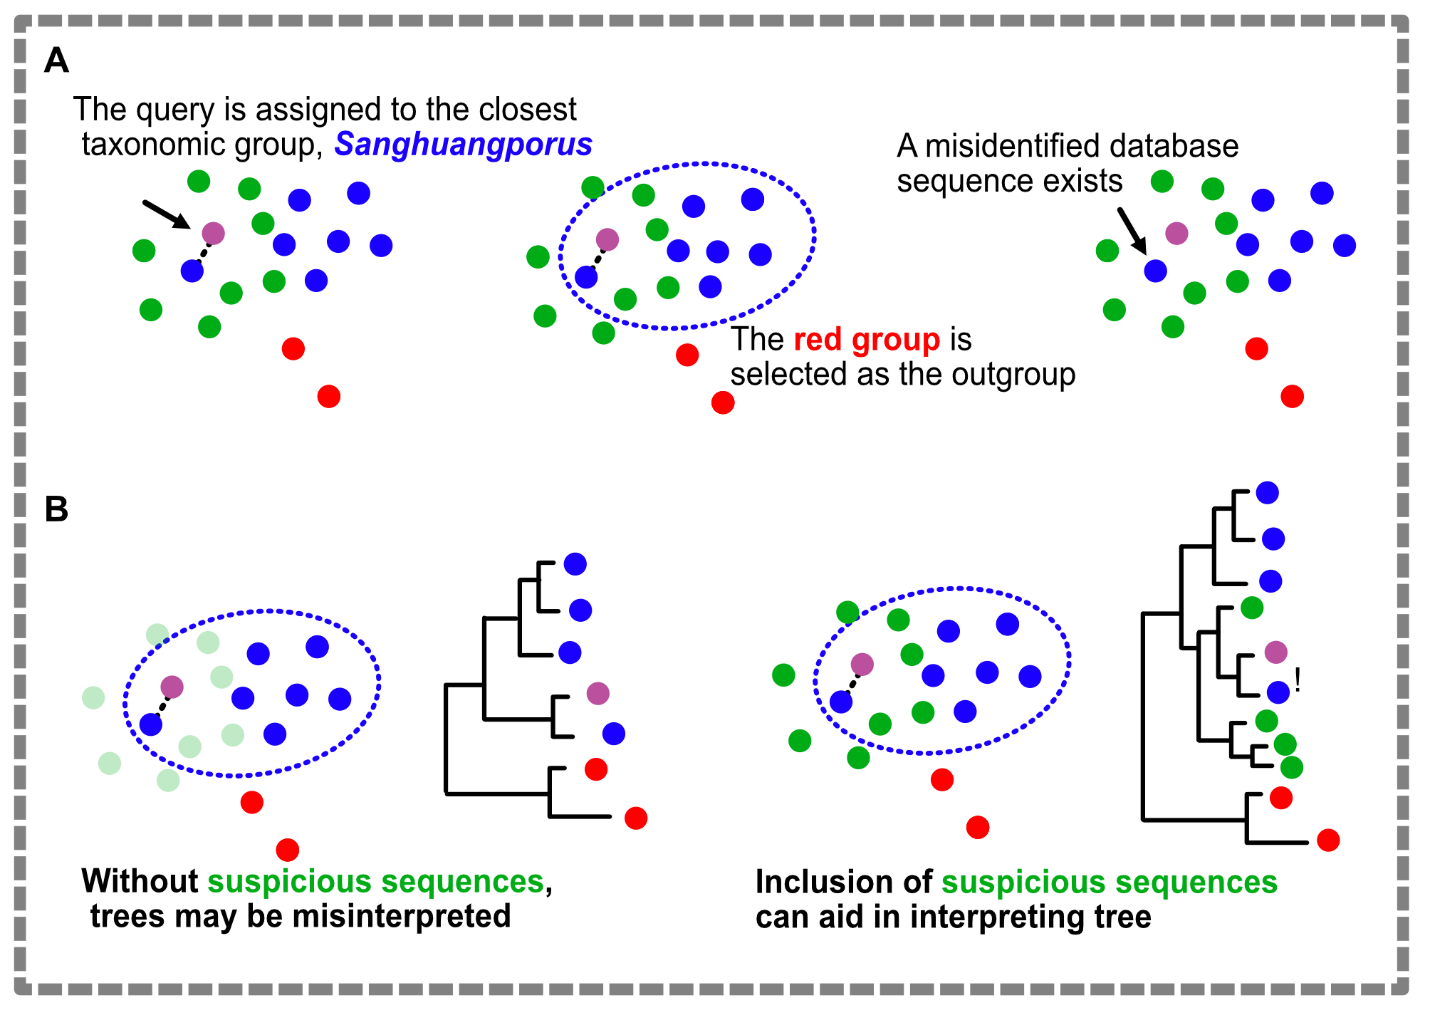 A
The query is assigned to the closest
taxonomic group, Sanghuangporus
A misidentified database
sequence exists
The red group is
selected as the outgroup
B
!
Without suspicious sequences,
trees may be misinterpreted
Inclusion of suspicious sequences
can aid in interpreting tree